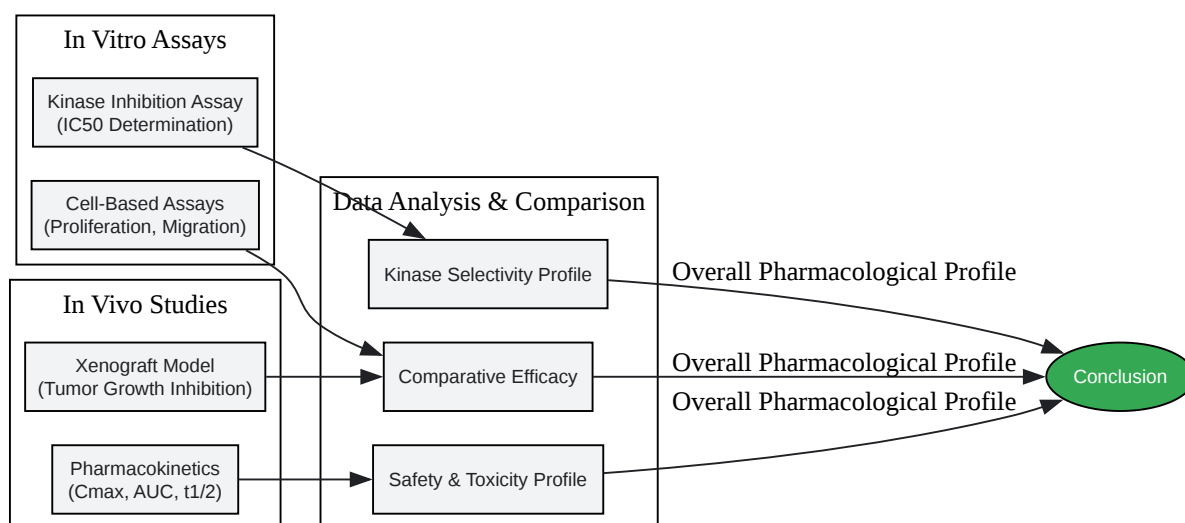 In Vitro Assays
Kinase Inhibition Assay
(IC50 Determination)
Cell-Based Assays
(Proliferation, Migration)
In Vivo Studies
Xenograft Model
(Tumor Growth Inhibition)
Pharmacokinetics
(Cmax, AUC, t1/2)
Data Analysis & Comparison
Kinase Selectivity Profile
Comparative Efficacy
Safety & Toxicity Profile
Overall Pharmacological Profile
Overall Pharmacological Profile
Overall Pharmacological Profile
Conclusion